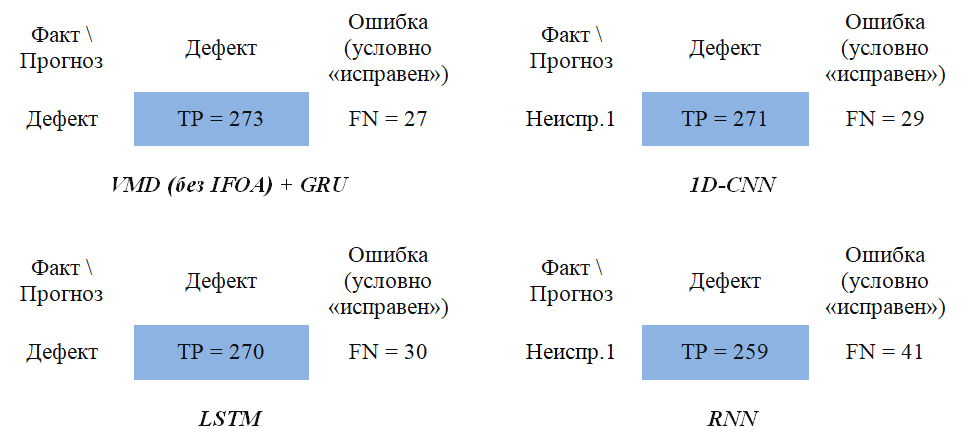 Факт \
Прогноз
Дефект
Ошибка
(условно
«исправен»)
Дефект
TP = 273
FN = 27
VMD (без IFOA) + GRU
Факт \
Прогноз
Дефект
Ошибка
(условно
«исправен»)
Неиспр.1
TP = 271
FN = 29
1D-CNN
Факт \
Прогноз
Дефект
Ошибка
(условно
«исправен»)
Дефект
TP = 270
FN = 30
LSTM
Факт \
Прогноз
Дефект
Ошибка
(условно
«исправен»)
Неиспр.1
TP = 259
FN = 41
RNN